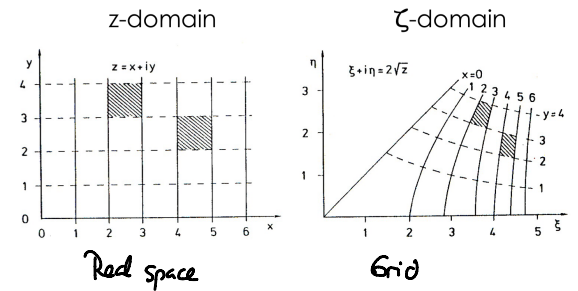 z-domain
ζ-domain
y
z = x + iy
4
3
2
1
0
0 1 2 3 4 5 6 x
η
ξ + iη = 2√z
x=0
1 2 3 4 5 6
y=4
3
2
1
3
2
1
1 2 3 4 5 ξ
Real space
Grid